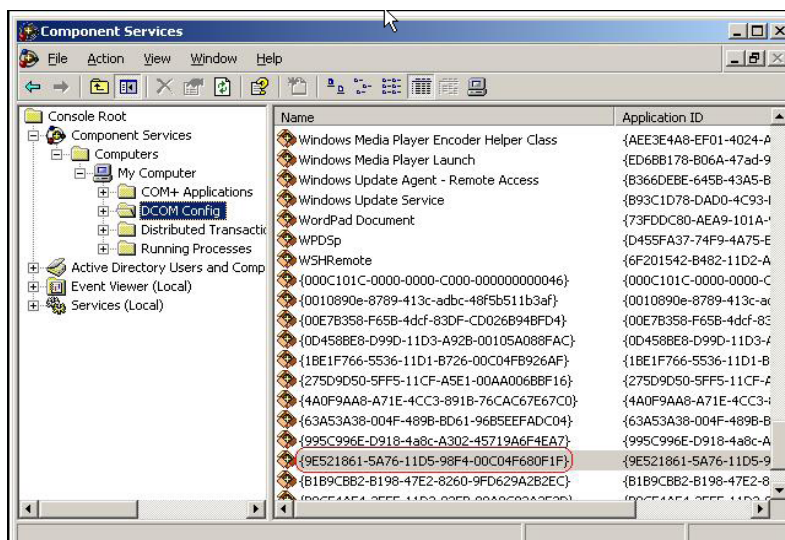 Component Services
File Action View Window Help
Console Root
Component Services
Computers
My Computer
COM+ Applications
DCOM Config
Distributed Transactio
Running Processes
Active Directory Users and Comp
Event Viewer (Local)
Services (Local)
Name Application ID
Windows Media Player Encoder Helper Class {AEE3E4A8-EF01-4024-A
Windows Media Player Launch {ED6BB178-B06A-47ad-9
Windows Update Agent - Remote Access {B366DEBE-645B-43A5-B
Windows Update Service {B93C1D78-DAD0-4C93-
WordPad Document {73FDDC80-AEA9-101A-
WPDSp {D455FA37-74F9-4A75-E
WSHRemote {6F201542-B482-11D2-A
{000C101C-0000-0000-C000-000000000046} {000C101C-0000-0000-C
{0010890e-8789-413c-adbc-48f5b511b3af} {0010890e-8789-413c-ad
{00E7B358-F65B-4dcf-83DF-CD026B94BFD4} {00E7B358-F65B-4dcf-83
{0D458BE8-D99D-11D3-A92B-00105A088FAC} {0D458BE8-D99D-11D3-A
{1BE1F766-5536-11D1-B726-00C04FB926AF} {1BE1F766-5536-11D1-B
{275D9D50-5FF5-11CF-A5E1-00AA006BBF16} {275D9D50-5FF5-11CF-A
{4A0F9AA8-A71E-4CC3-891B-76CAC67E67C0} {4A0F9AA8-A71E-4CC3-
{63A53A38-004F-489B-BD61-96B5EEFADC04} {63A53A38-004F-489B-B
{995C996E-D918-4a8c-A302-45719A6F4EA7} {995C996E-D918-4a8c-A
{9E521861-5A76-11D5-98F4-00C04F680F1F} {9E521861-5A76-11D5-9
{B1B9CBB2-B198-47E2-8260-9FD629A2B2EC} {B1B9CBB2-B198-47E2-8